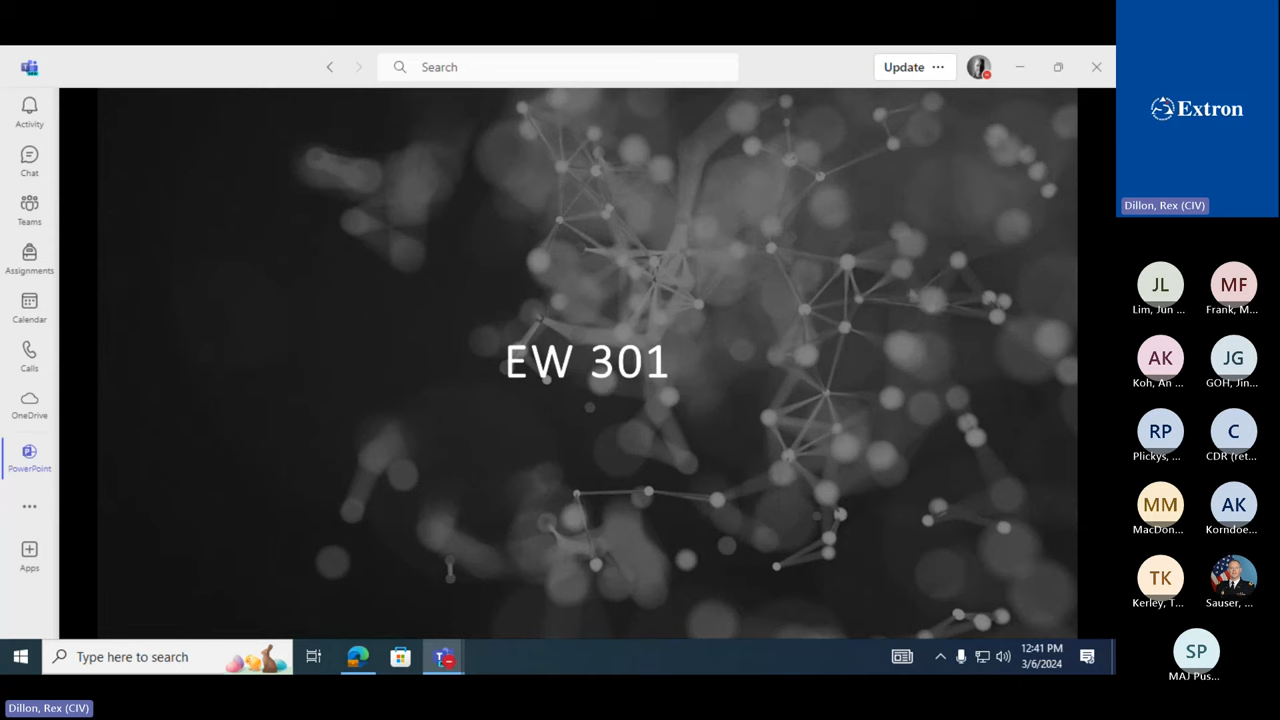 Search
Update
Activity
Chat
Teams
Assignments
Calendar
Calls
OneDrive
PowerPoint
Apps
EW 301
Type here to search
12:41 PM
3/6/2024
Extron
Dillon, Rex (CIV)
JL
MF
Lim, Jun ...
Frank, M...
AK
JG
Koh, An ...
GOH, Jin...
RP
C
Plickys, ...
CDR (ret...
MM
AK
MacDon...
Korndoe...
TK
Kerley, T...
Sauser, ...
SP
MAJ Pus...
Dillon, Rex (CIV)